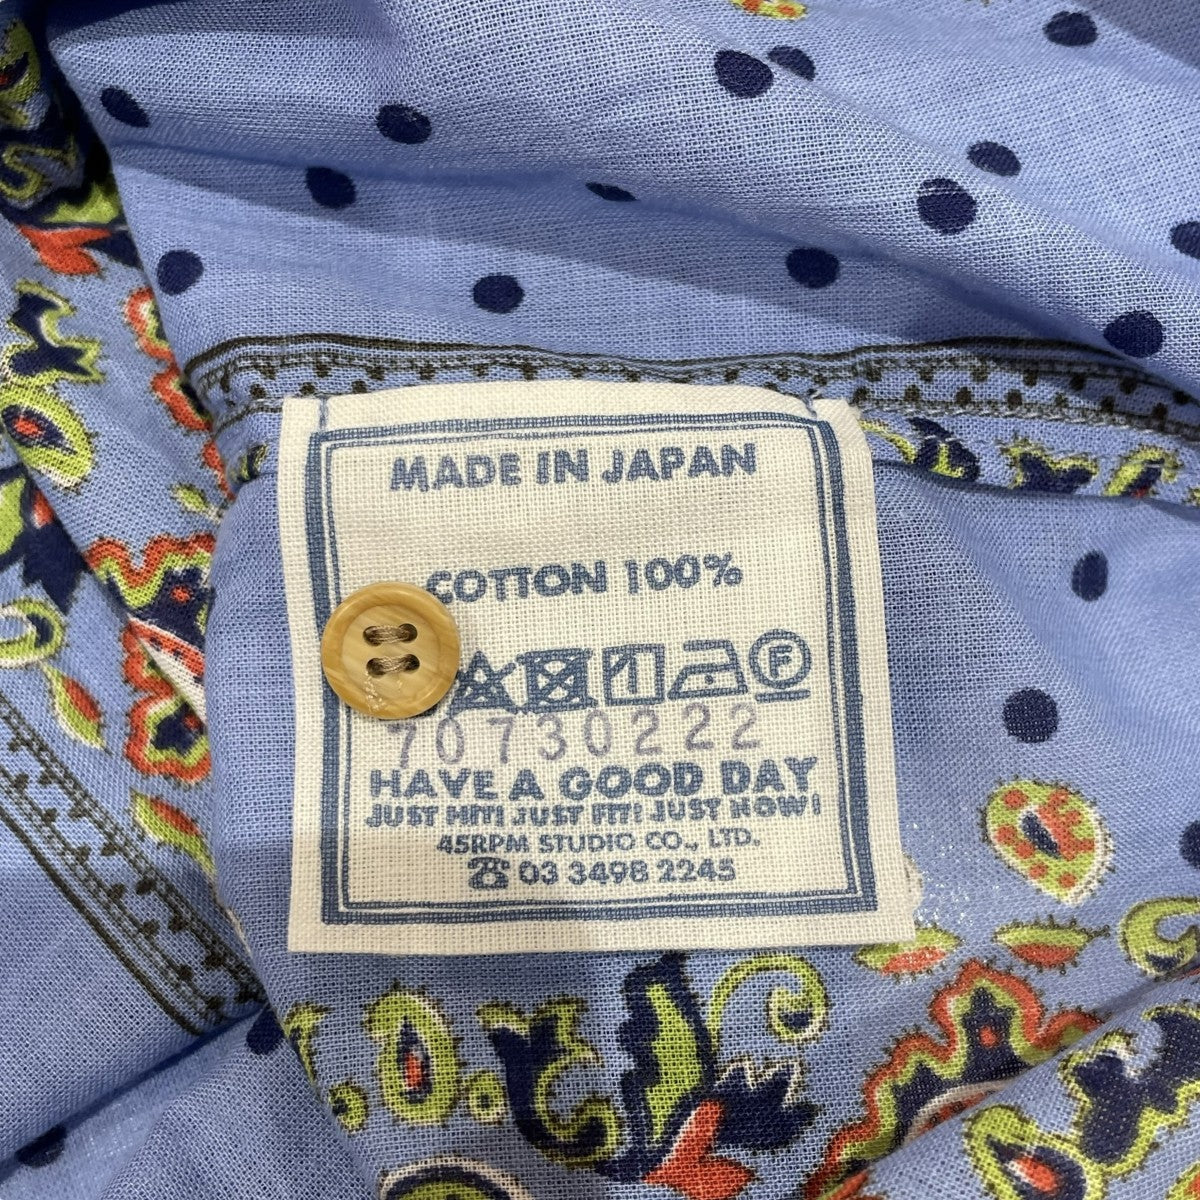 MADE IN JAPAN
COTTON 100%
F
70730222
HAVE A GOOD DAY
JUST HIT! JUST FIT! JUST NOW!
45RPM STUDIO CO., LTD.
☎ 03 3498 2245